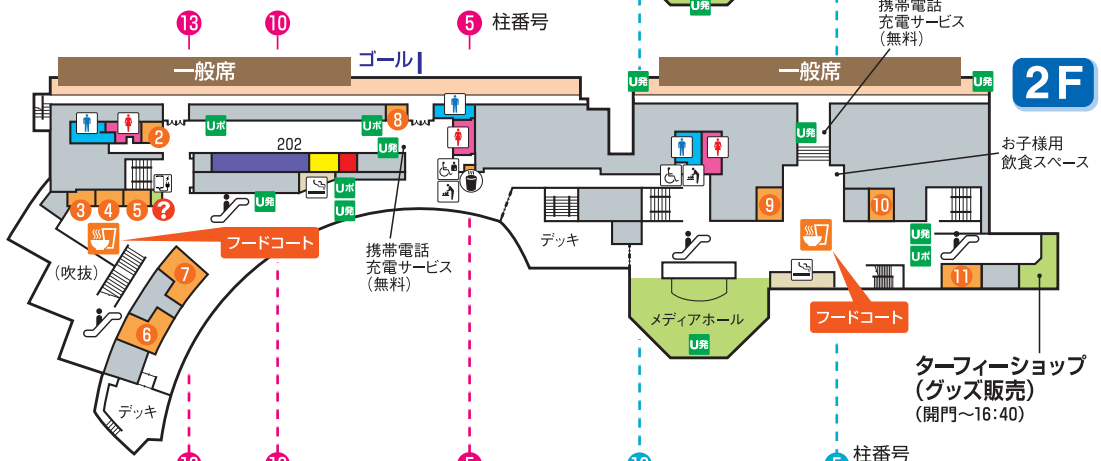 U発
携帯電話
充電サービス
(無料)
13
10
5
柱番号
ゴール
一般席
一般席
2F
U発
U発
2
Uポ
202
Uポ
8
U発
U発
お子様用
飲食スペース
3
4
5
?
U発
Uポ
U発
9
10
フードコート
(吹抜)
7
6
デッキ
携帯電話
充電サービス
(無料)
デッキ
メディアホール
U発
U発
Uポ
11
フードコート
ターフィーショップ
(グッズ販売)
(開門~16:40)
柱番号